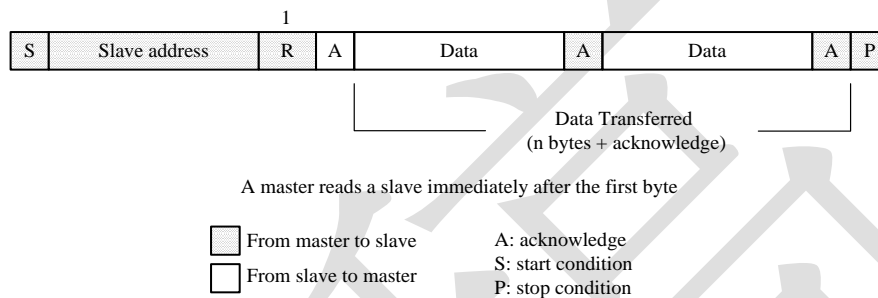 1
S Slave address R A Data A Data A P
Data Transferred
(n bytes + acknowledge)
A master reads a slave immediately after the first byte
From master to slave
A: acknowledge
From slave to master
S: start condition
P: stop condition